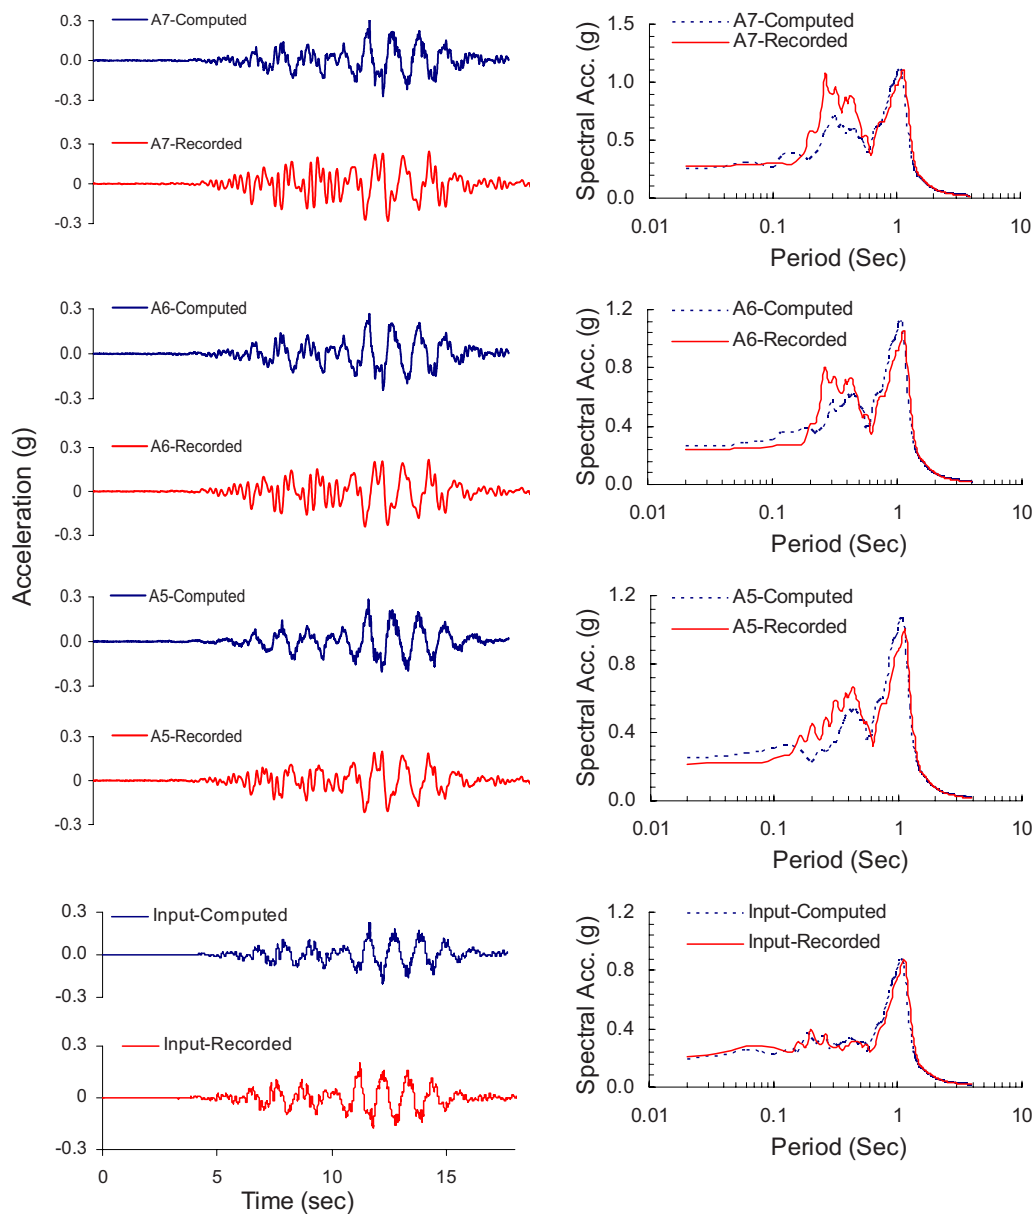 Acceleration (g)
0.3
0.0
-0.3
A7-Computed
0.3
0
-0.3
A7-Recorded
1.5
1.0
0.5
0.0
Spectral Acc. (g)
A7-Computed
A7-Recorded
0.01
0.1
1
10
Period (Sec)
0.3
0.0
-0.3
A6-Computed
0.3
0
-0.3
A6-Recorded
1.2
0.8
0.4
0.0
Spectral Acc. (g)
A6-Computed
A6-Recorded
0.01
0.1
1
10
Period (Sec)
0.3
0.0
-0.3
A5-Computed
0.3
0
-0.3
A5-Recorded
1.2
0.8
0.4
0.0
Spectral Acc. (g)
A5-Computed
A5-Recorded
0.01
0.1
1
10
Period (Sec)
0.3
0.0
-0.3
Input-Computed
0.3
0
-0.3
Input-Recorded
0
5
10
15
Time (sec)
1.2
0.8
0.4
0.0
Spectral Acc. (g)
Input-Computed
Input-Recorded
0.01
0.1
1
10
Period (Sec)